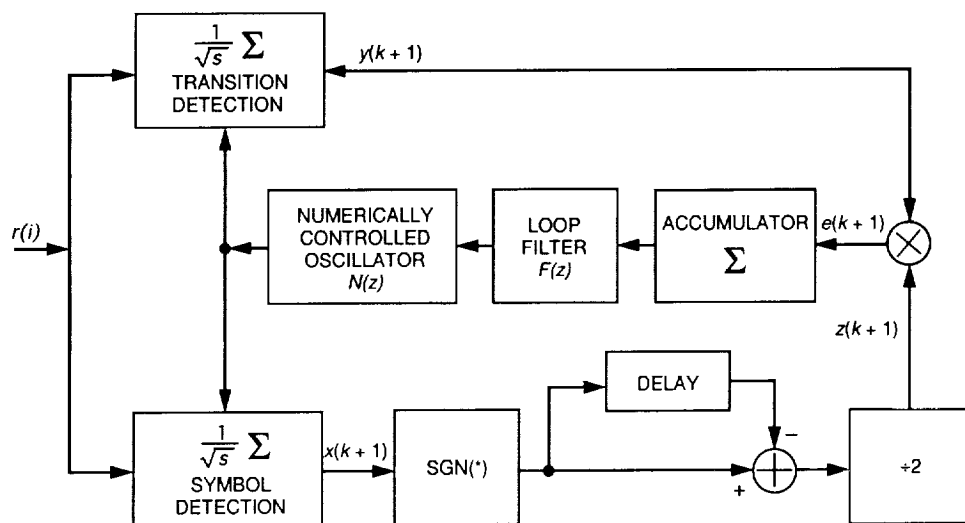 1/√s Σ
TRANSITION
DETECTION
y(k + 1)
r(i)
NUMERICALLY
CONTROLLED
OSCILLATOR
N(z)
LOOP
FILTER
F(z)
ACCUMULATOR
Σ
e(k + 1)
z(k + 1)
DELAY
1/√s Σ
SYMBOL
DETECTION
x(k + 1)
SGN(*)
+
−
÷2